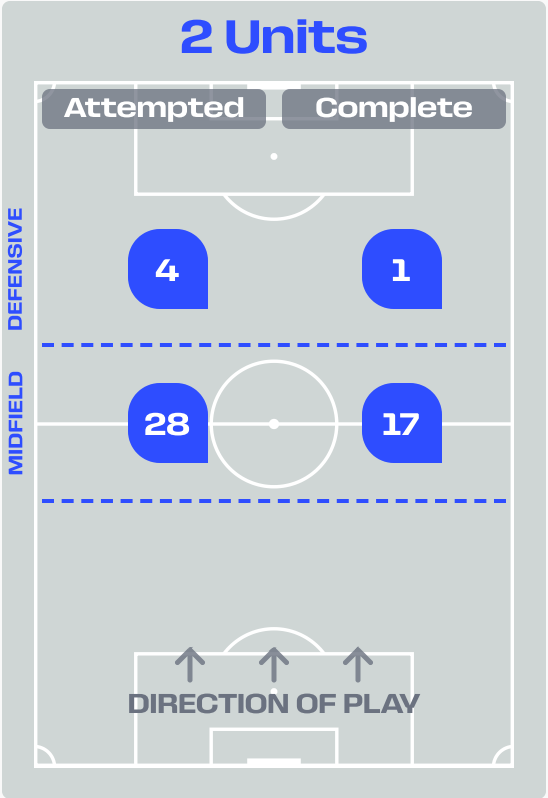 2 Units
Attempted Complete
DEFENSIVE
4 1
MIDFIELD
28 17
DIRECTION OF PLAY